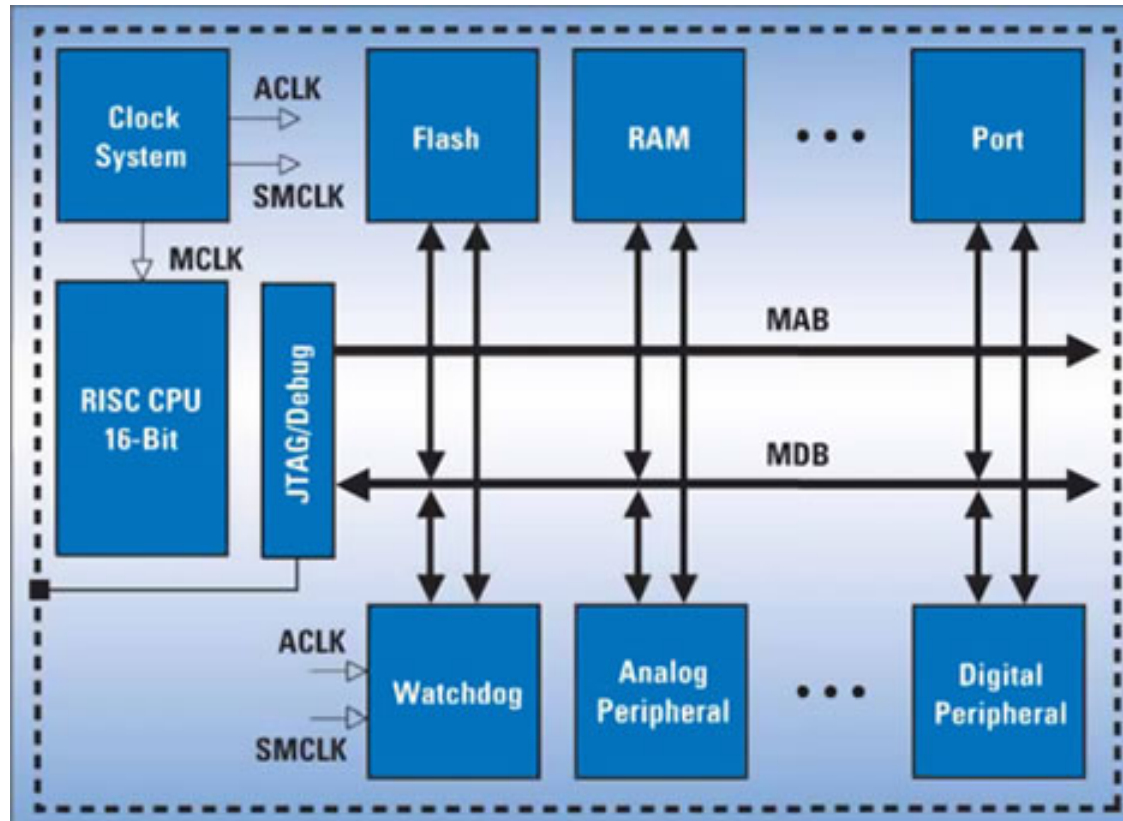 Clock
System
ACLK
SMCLK
Flash
RAM
Port
MCLK
RISC CPU
16-Bit
JTAG/Debug
MAB
MDB
ACLK
SMCLK
Watchdog
Analog
Peripheral
Digital
Peripheral